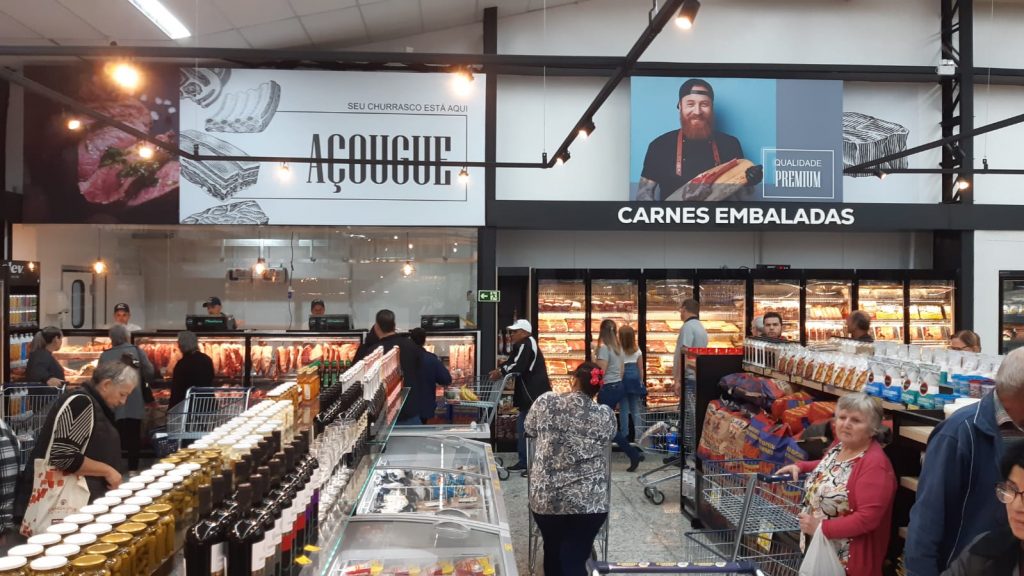 SEU CHURRASCO ESTÁ AQUI
AÇOUGUE
QUALIDADE
PREMIUM
CARNES EMBALADAS